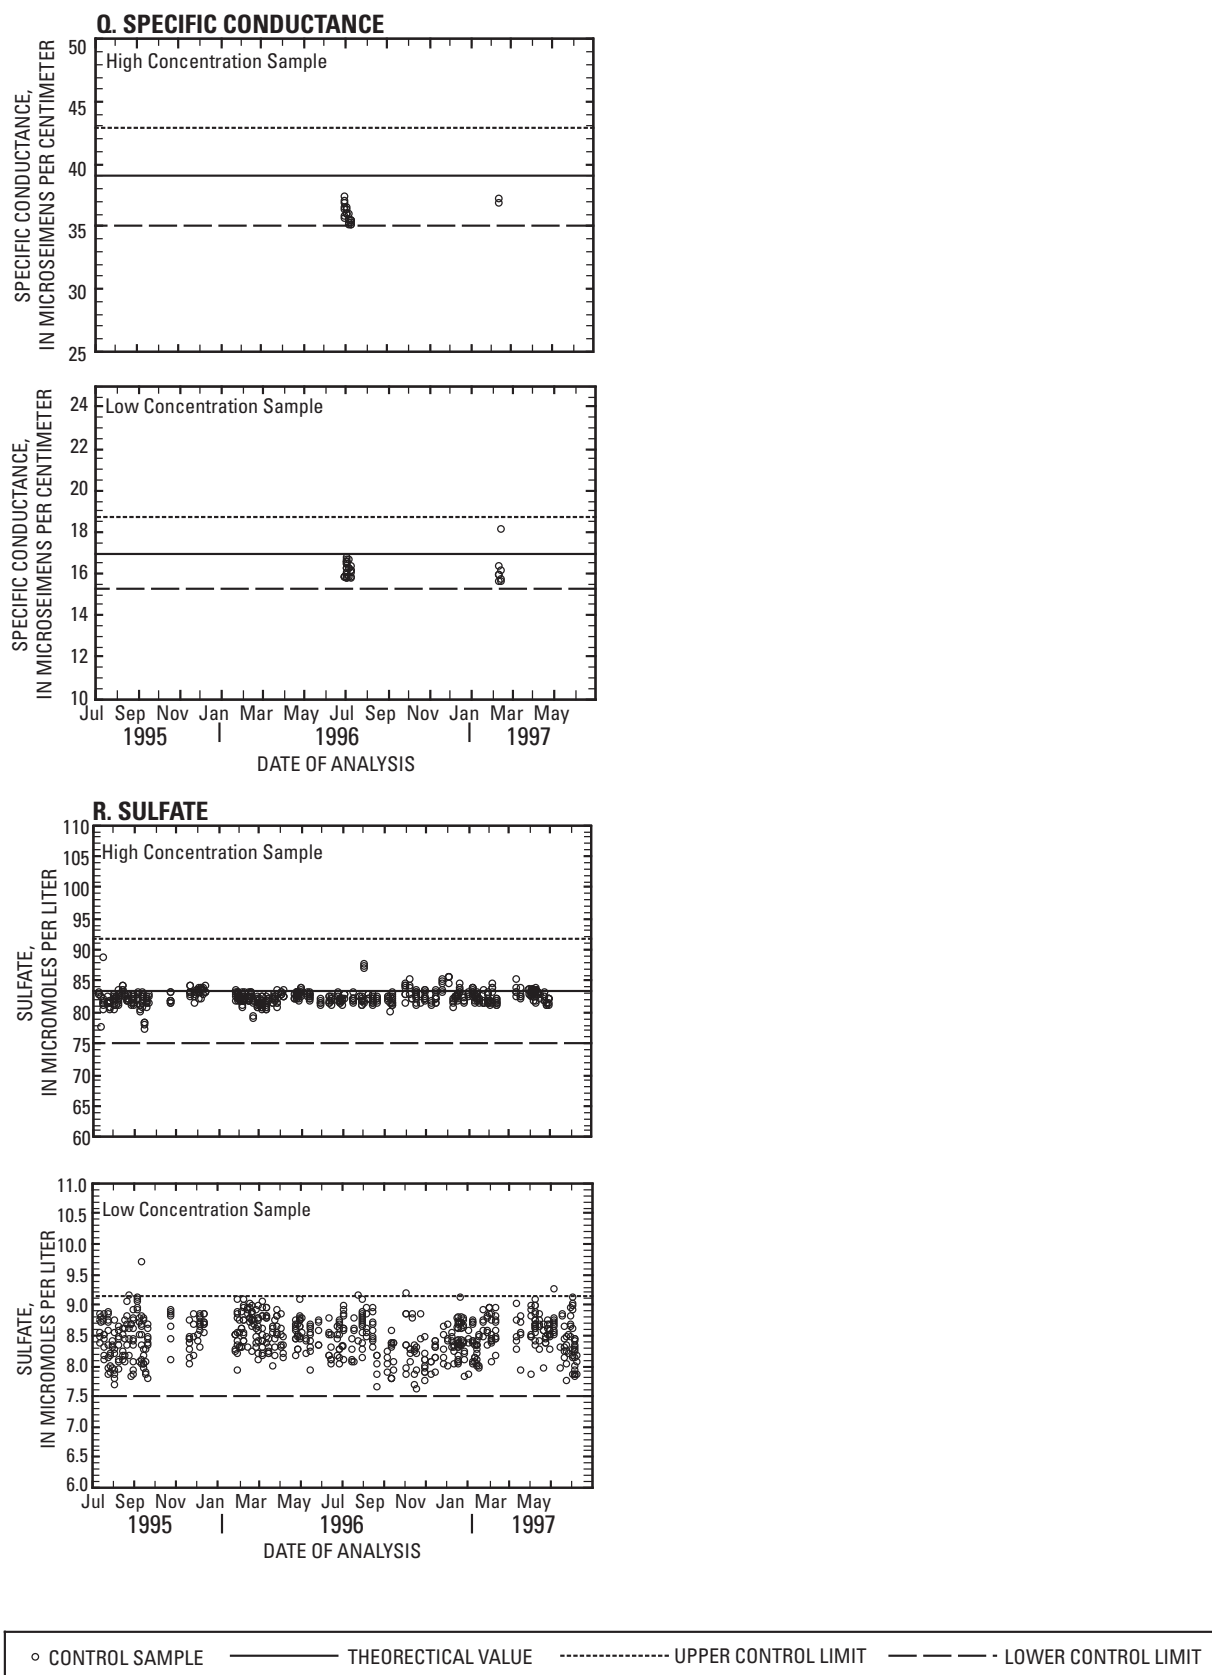 Q. SPECIFIC CONDUCTANCE
SPECIFIC CONDUCTANCE,
IN MICROSEIMENS PER CENTIMETER
50
45
40
35
30
25
High Concentration Sample
SPECIFIC CONDUCTANCE,
IN MICROSEIMENS PER CENTIMETER
24
22
20
18
16
14
12
10
Low Concentration Sample
Jul Sep Nov Jan Mar May Jul Sep Nov Jan Mar May
1995 1996 1997
DATE OF ANALYSIS
R. SULFATE
SULFATE,
IN MICROMOLES PER LITER
110
105
100
95
90
85
80
75
70
65
60
High Concentration Sample
SULFATE,
IN MICROMOLES PER LITER
11.0
10.5
10.0
9.5
9.0
8.5
8.0
7.5
7.0
6.5
6.0
Low Concentration Sample
Jul Sep Nov Jan Mar May Jul Sep Nov Jan Mar May
1995 1996 1997
DATE OF ANALYSIS
CONTROL SAMPLE THEORECTICAL VALUE UPPER CONTROL LIMIT LOWER CONTROL LIMIT